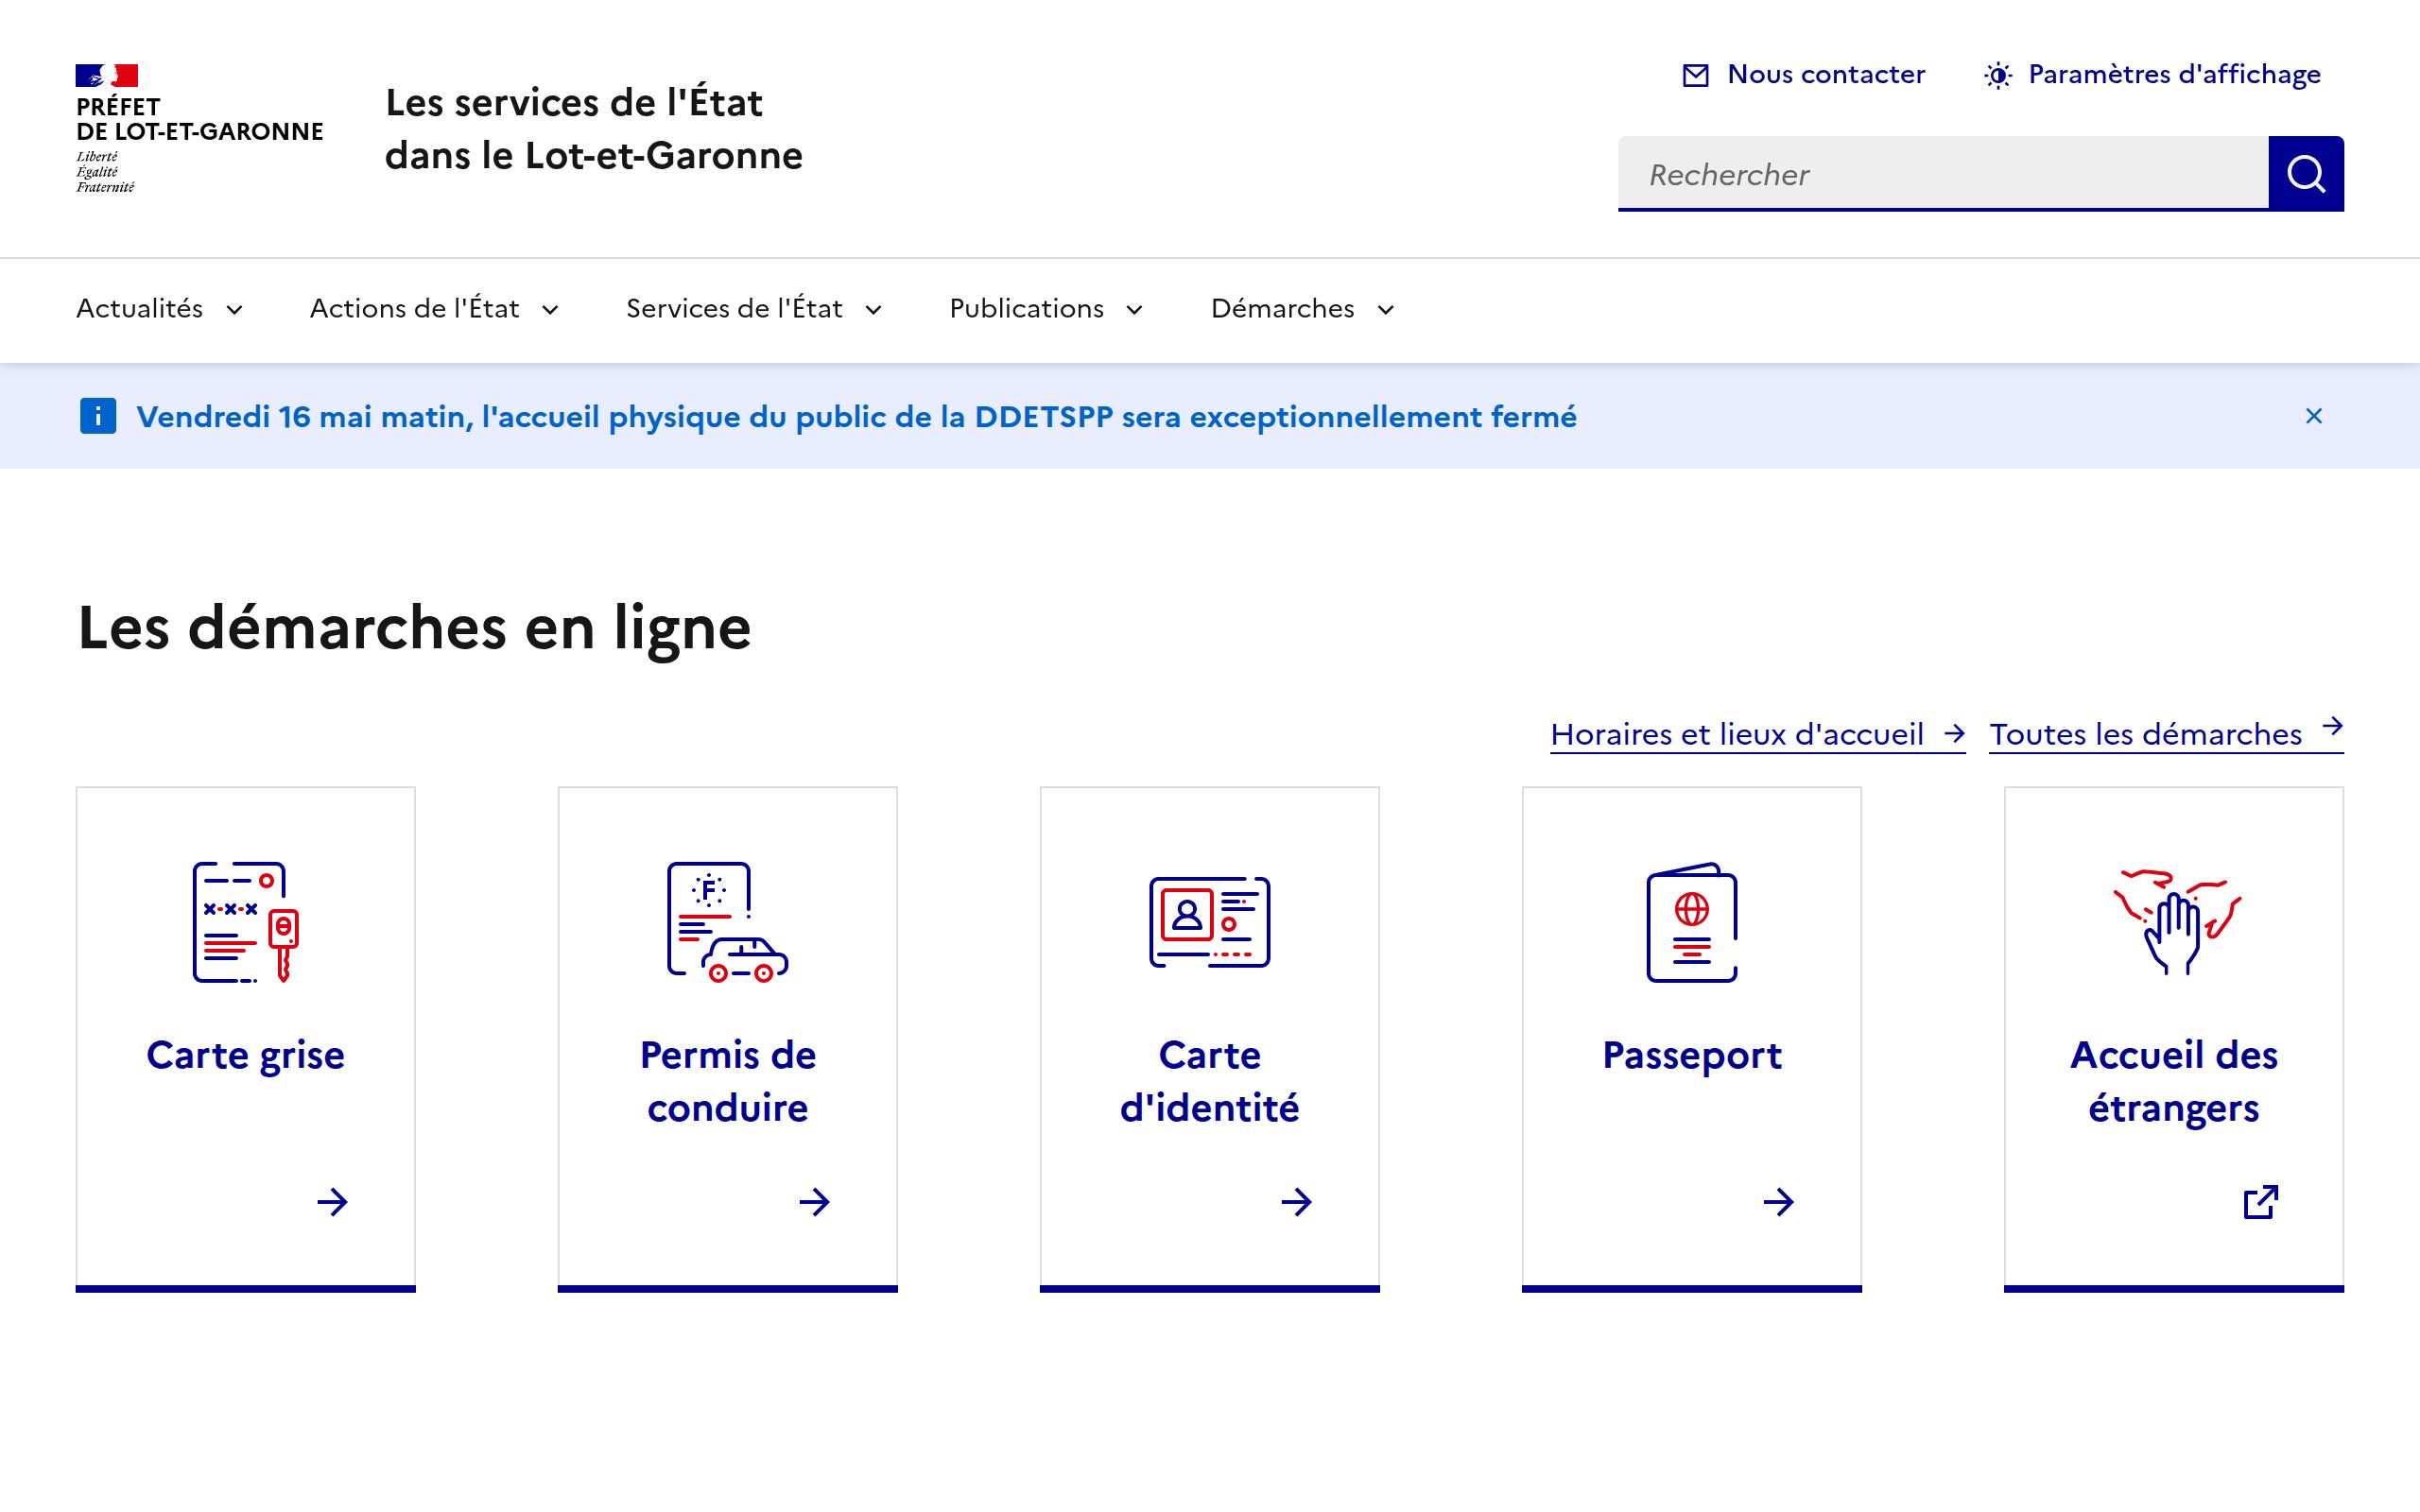 PRÉFET
DE LOT-ET-GARONNE
Liberté
Égalité
Fraternité
Les services de l'État
dans le Lot-et-Garonne
Nous contacter
Paramètres d'affichage
Rechercher
Actualités
Actions de l'État
Services de l'État
Publications
Démarches
Vendredi 16 mai matin, l'accueil physique du public de la DDETSPP sera exceptionnellement fermé
Les démarches en ligne
Horaires et lieux d'accueil
Toutes les démarches
F
Carte grise
Permis de
conduire
Carte
d'identité
Passeport
Accueil des
étrangers